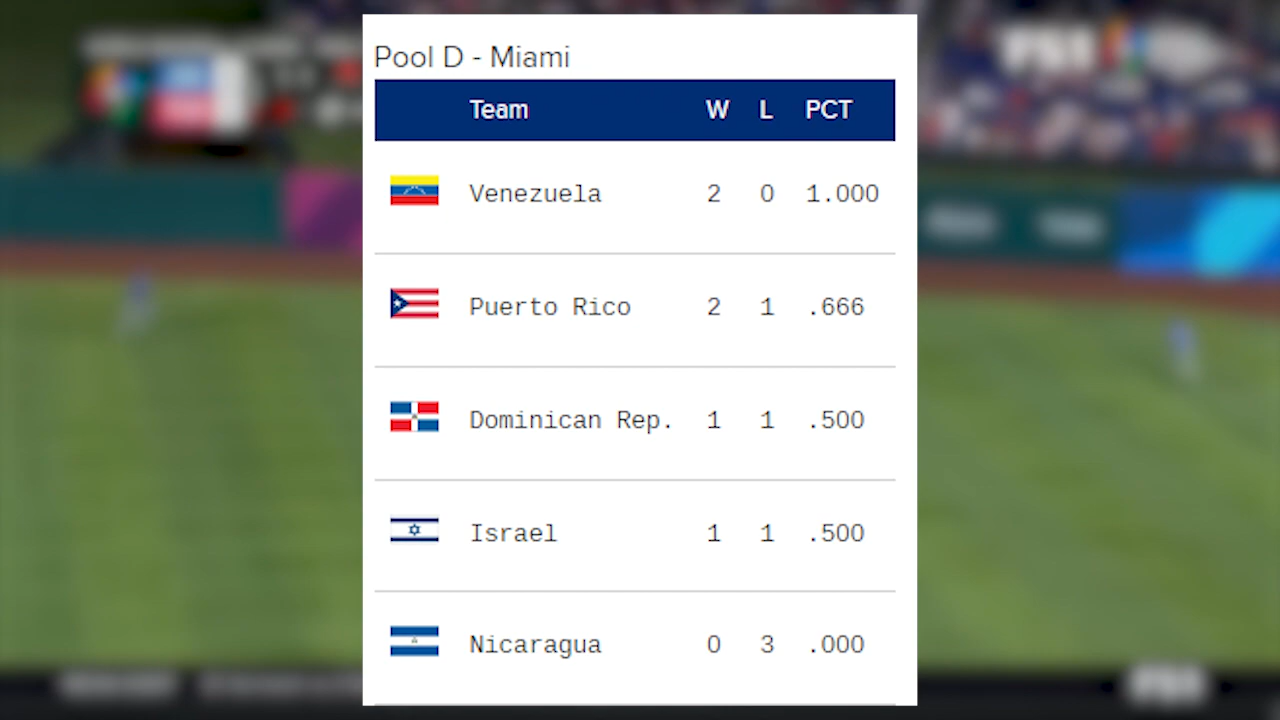 Pool D - Miami
Team W L PCT
Venezuela 2 0 1.000
Puerto Rico 2 1 .666
Dominican Rep. 1 1 .500
Israel 1 1 .500
Nicaragua 0 3 .000